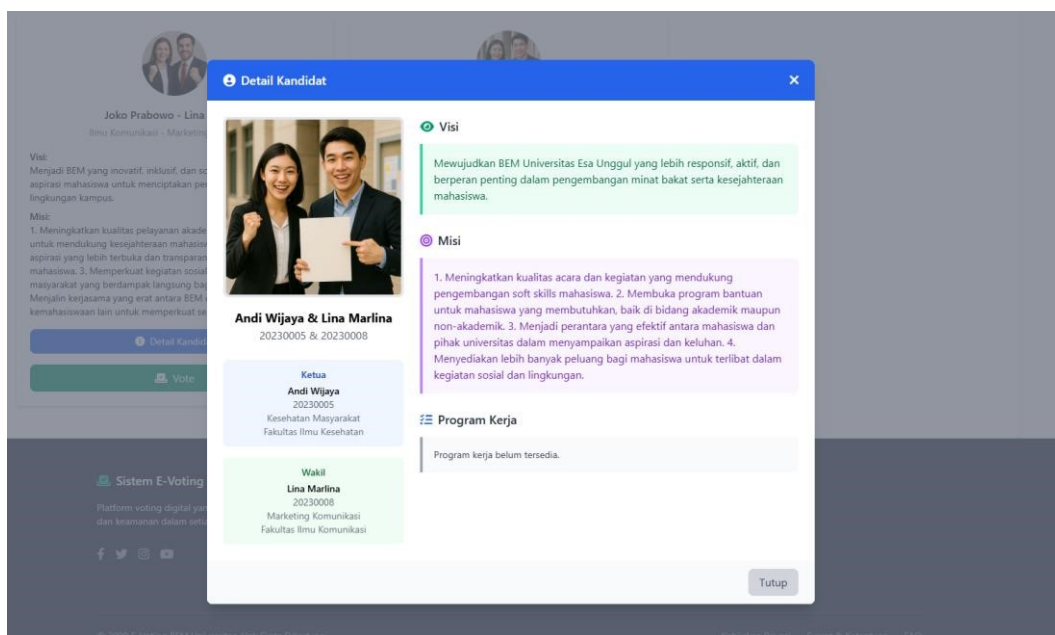 Joko Prabowo - Lina
Ilmu Komunikasi - Marketing
Visi:
Menjadi BEM yang inovatif, inklusif, dan
aspirasi mahasiswa untuk menciptakan
lingkungan kampus.
Misi:
1. Meningkatkan kualitas pelayanan
untuk mendukung kesejahteraan
aspirasi yang lebih terbuka dan transparan
mahasiswa. 3. Memperkuat kegiatan sosial
masyarakat yang berdampak langsung
Menjalin kerjasama yang erat antara BEM
kemahasiswaan lain untuk memperkuat
Detail
Vote
Detail Kandidat
Andi Wijaya & Lina Marlina
20230005 & 20230008
Ketua
Andi Wijaya
20230005
Kesehatan Masyarakat
Fakultas Ilmu Kesehatan
Wakil
Lina Marlina
20230008
Marketing Komunikasi
Fakultas Ilmu Komunikasi
Visi
Mewujudkan BEM Universitas Esa Unggul yang lebih responsif, aktif, dan
berperan penting dalam pengembangan minat bakat serta kesejahteraan
mahasiswa.
Misi
1. Meningkatkan kualitas acara dan kegiatan yang mendukung
pengembangan soft skills mahasiswa. 2. Membuka program bantuan
untuk mahasiswa yang membutuhkan, baik di bidang akademik maupun
non-akademik. 3. Menjadi perantara yang efektif antara mahasiswa dan
pihak universitas dalam menyampaikan aspirasi dan keluhan. 4.
Menyediakan lebih banyak peluang bagi mahasiswa untuk terlibat dalam
kegiatan sosial dan lingkungan.
Program Kerja
Program kerja belum tersedia.
Tutup
Sistem E-Voting
Platform voting digital
dan keamanan dalam